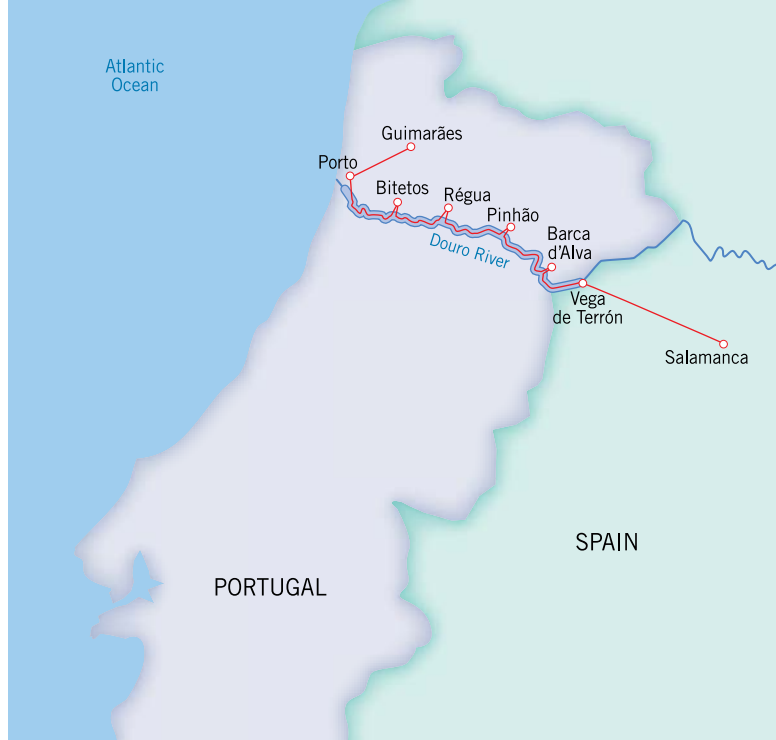 Atlantic
Ocean
Guimarães
Porto
Bitetos
Régua
Pinhão
Barca
d'Alva
Douro River
Vega
de Terrón
Salamanca
SPAIN
PORTUGAL